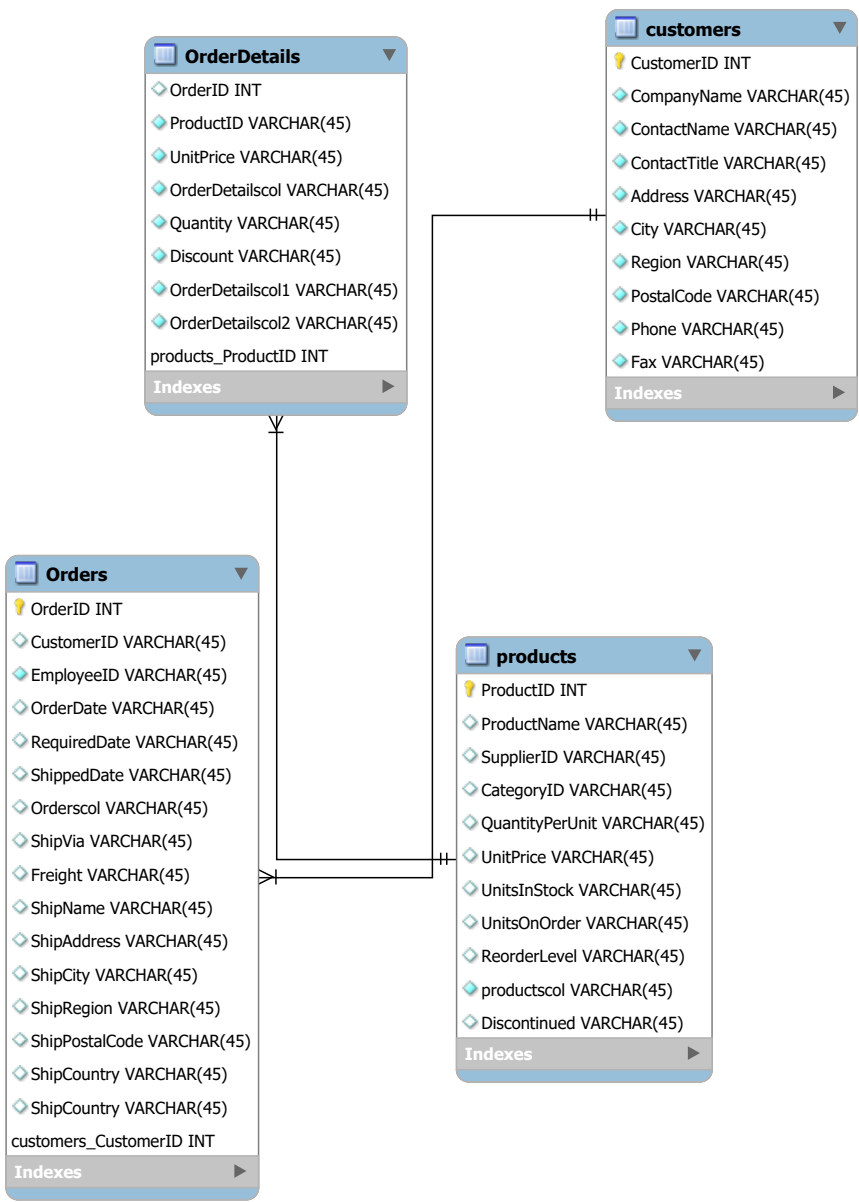 OrderDetails
OrderID INT
ProductID VARCHAR(45)
UnitPrice VARCHAR(45)
OrderDetailscol VARCHAR(45)
Quantity VARCHAR(45)
Discount VARCHAR(45)
OrderDetailscol1 VARCHAR(45)
OrderDetailscol2 VARCHAR(45)
products_ProductID INT
Indexes
customers
CustomerID INT
CompanyName VARCHAR(45)
ContactName VARCHAR(45)
ContactTitle VARCHAR(45)
Address VARCHAR(45)
City VARCHAR(45)
Region VARCHAR(45)
PostalCode VARCHAR(45)
Phone VARCHAR(45)
Fax VARCHAR(45)
Indexes
Orders
OrderID INT
CustomerID VARCHAR(45)
EmployeeID VARCHAR(45)
OrderDate VARCHAR(45)
RequiredDate VARCHAR(45)
ShippedDate VARCHAR(45)
Orderscol VARCHAR(45)
ShipVia VARCHAR(45)
Freight VARCHAR(45)
ShipName VARCHAR(45)
ShipAddress VARCHAR(45)
ShipCity VARCHAR(45)
ShipRegion VARCHAR(45)
ShipPostalCode VARCHAR(45)
ShipCountry VARCHAR(45)
ShipCountry VARCHAR(45)
customers_CustomerID INT
Indexes
products
ProductID INT
ProductName VARCHAR(45)
SupplierID VARCHAR(45)
CategoryID VARCHAR(45)
QuantityPerUnit VARCHAR(45)
UnitPrice VARCHAR(45)
UnitsInStock VARCHAR(45)
UnitsOnOrder VARCHAR(45)
ReorderLevel VARCHAR(45)
productscol VARCHAR(45)
Discontinued VARCHAR(45)
Indexes